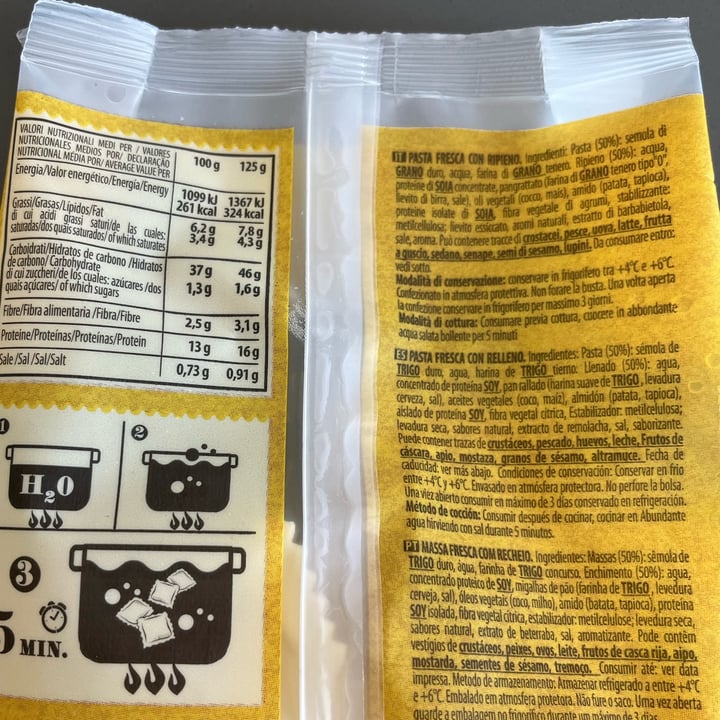 VALORI NUTRIZIONALI MEDI PER / VALORES
NUTRICIONALES MEDIOS POR/ DECLARAÇÃO
NUTRICIONAL MEDIA POR/ AVERAGE VALUE PER
100 g 125 g
Energia/Valor energético/Energía/Energy
1099 kJ 1367 kJ
261 kcal 324 kcal
Grassi/Grasas/Lípidos/Fat
di cui acidi grassi saturi/de las cuales:
saturadas/dos quais saturados/ of which saturates
6,2 g 7,8 g
3,4 g 4,3 g
Carboidrati/Hidratos de carbono /Hidratos
de carbono/ Carbohydrate
di cui zuccheri/de los cuales: azúcares /dos
quais açúcares/ of which sugars
37 g 46 g
1,3 g 1,6 g
Fibre/Fibra alimentaria /Fibra/Fibre
2,5 g 3,1 g
Proteine/Proteínas/Proteínas/Protein
13 g 16 g
Sale /Sal /Sal/Salt
0,73 g 0,91 g
1
H2O
2
3
5 MIN.
IT PASTA FRESCA CON RIPIENO. Ingredienti: Pasta (50%): semola di
GRANO duro, acqua, farina di GRANO tenero. Ripieno (50%): acqua,
proteine di SOIA concentrate, pangrattato (farina di GRANO tenero tipo"0",
lievito di birra, sale), oli vegetali (cocco, mais), amido (patata, tapioca),
proteine isolate di SOIA, fibra vegetale di agrumi, stabilizzante:
metilcellulosa; lievito essiccato, aromi naturali, estratto di barbabietola,
sale, aroma. Può contenere tracce di crostacei, pesce, uova, latte, frutta
a guscio, sedano, senape, semi di sesamo, lupini. Da consumare entro:
vedi sotto.
Modalità di conservazione: conservare in frigorifero tra +4°C e +6°C.
Confezionato in atmosfera protettiva. Non forare la busta. Una volta aperta
la confezione conservare in frigorifero per massimo 3 giorni.
Modalità di cottura: Consumare previa cottura, cuocere in abbondante
acqua salata bollente per 5 minuti
ES PASTA FRESCA CON RELLENO. Ingredientes: Pasta (50%): sémola de
TRIGO duro, agua, harina de TRIGO tierno. Llenado (50%): agua,
concentrado de proteína SOY, pan rallado (harina suave de TRIGO, levadura
cerveza, sal), aceites vegetales (coco, maíz), almidón (patata, tapioca),
aislado de proteína SOY, fibra vegetal cítrica, Estabilizador: metilcelulosa;
levadura seca, sabores natural, extracto de remolacha, sal, saborizante.
Puede contener trazas de crustáceos, pescado, huevos, leche, Frutos de
cáscara, apio, mostaza, granos de sésamo, altramuce. Fecha de
caducidad: ver más abajo. Condiciones de conservación: Conservar en frio
entre +4°C y +6°C. Envasado en atmósfera protectora. No perfore la bolsa.
Una viez abierto consumir en máximo de 3 días conservado en refrigeración.
Método de cocción: Consumir después de cocinar, cocinar en Abundante
agua hirviendo con sal durante 5 minutos.
PT MASSA FRESCA COM RECHEIO. Ingredientes: Massas (50%): sêmola de
TRIGO duro, água, farinha de TRIGO concurso. Enchimento (50%): água,
concentrado protéico de SOY, migalhas de pão (farinha de TRIGO, levedura
cerveja, sal), óleos vegetais (coco, milho), amido (batata, tapioca), proteína
SOY isolada, fibra vegetal cítrica, estabilizador: metilcelulose; levedura seca,
sabores natural, extrato de beterraba, sal, aromatizante. Pode contêm
vestígios de crustáceos, peixes, ovos, leite, frutos de casca rija, aipo,
mostarda, sementes de sésamo, tremoço. Consumir até: ver data
impressa. Metodo de armazenamento: Armazenar refrigerado a entre +4°C
e +6°C. Embalado em atmosfera protetora. Não fure o saco. Uma vez aberta
guarde a embalagem no frigorífico durante um máximo de 3 dias